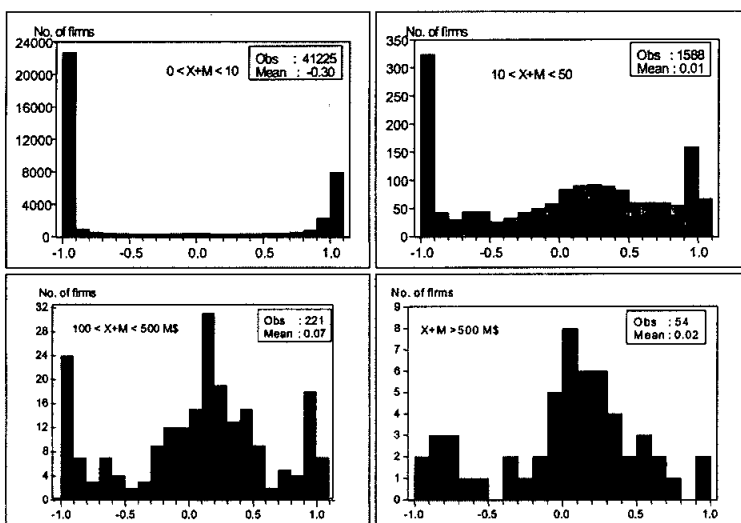 No. of firms
24000
20000
16000
12000
8000
4000
0
0 < X+M < 10
Obs : 41225
Mean : -0.30
-1.0 -0.5 0.0 0.5 1.0
No. of firms
350
300
250
200
150
100
50
0
10 < X+M < 50
Obs : 1588
Mean : 0.01
-1.0 -0.5 0.0 0.5 1.0
No. of firms
32
28
24
20
16
12
8
4
0
100 < X+M < 500 M$
Obs : 221
Mean : 0.07
-1.0 -0.5 0.0 0.5 1.0
No. of firms
9
8
7
6
5
4
3
2
1
0
X+M >500 M$
Obs : 54
Mean : 0.02
-1.0 -0.5 0.0 0.5 1.0